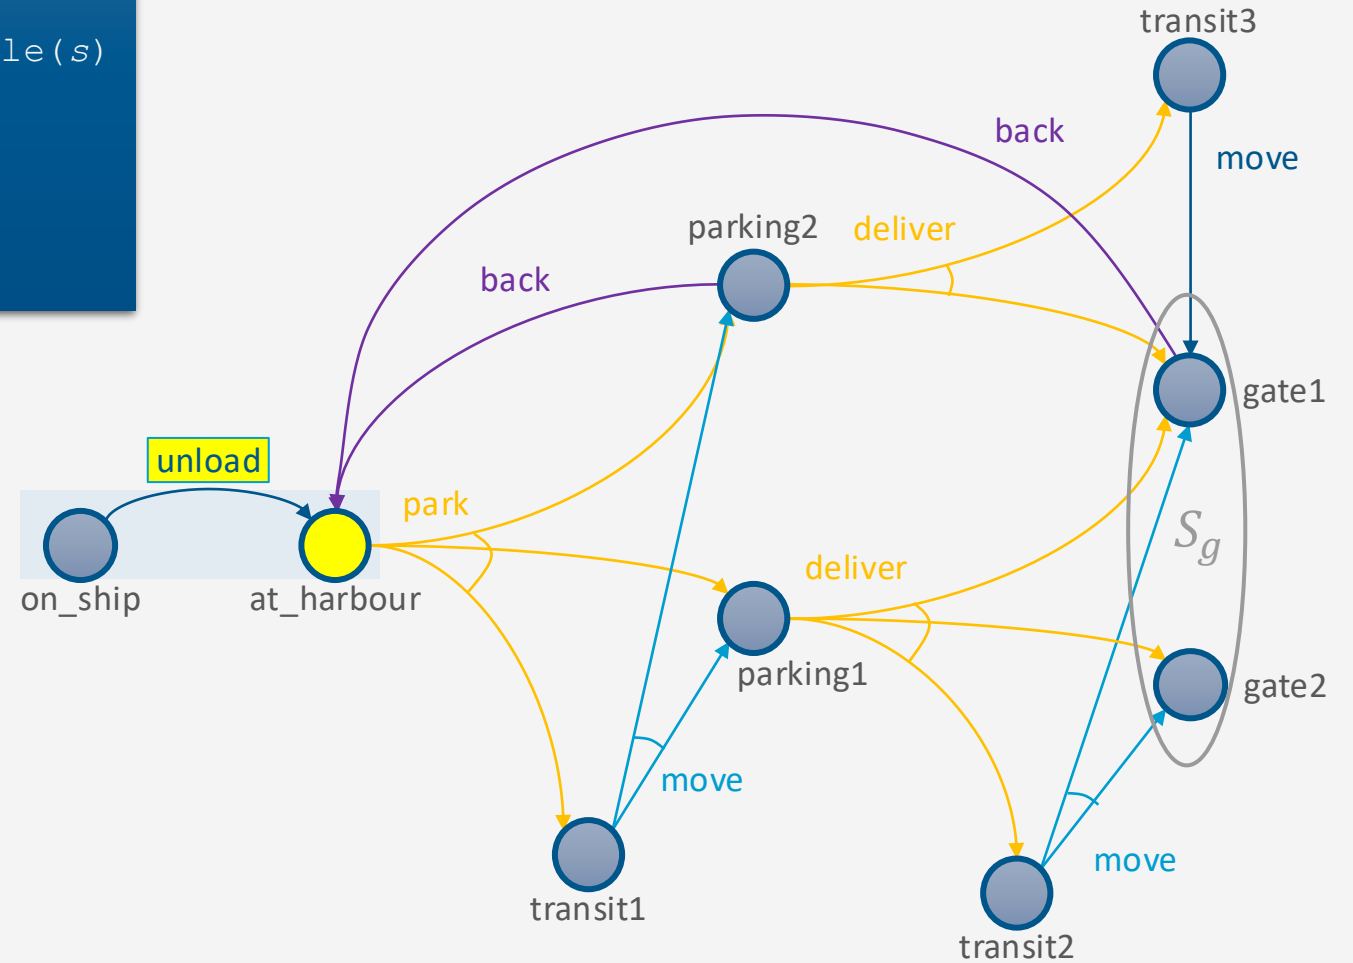 le(s)
transit3
back
move
parking2
deliver
back
gate1
unload
park
S_g
deliver
on_ship
at_harbour
parking1
gate2
move
move
transit1
transit2